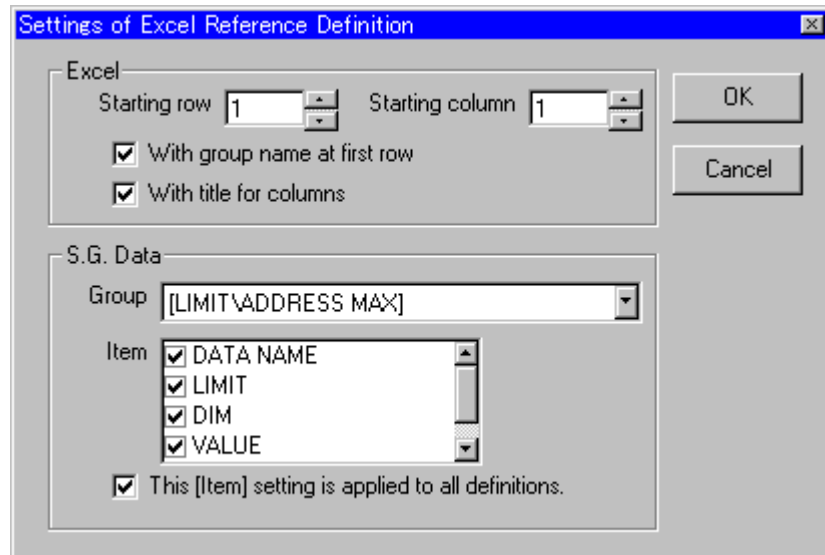 Settings of Excel Reference Definition
Excel
Starting row 1 Starting column 1
OK
With group name at first row
With title for columns
Cancel
S.G. Data
Group [LIMIT\ADDRESS MAX]
Item DATA NAME
LIMIT
DIM
VALUE
This [Item] setting is applied to all definitions.